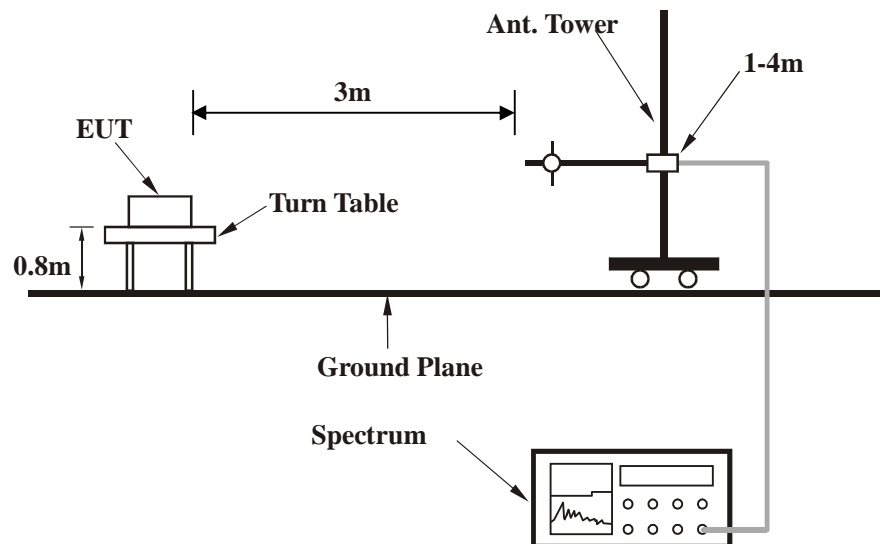 Ant. Tower
1-4m
3m
EUT
Turn Table
0.8m
Ground Plane
Spectrum